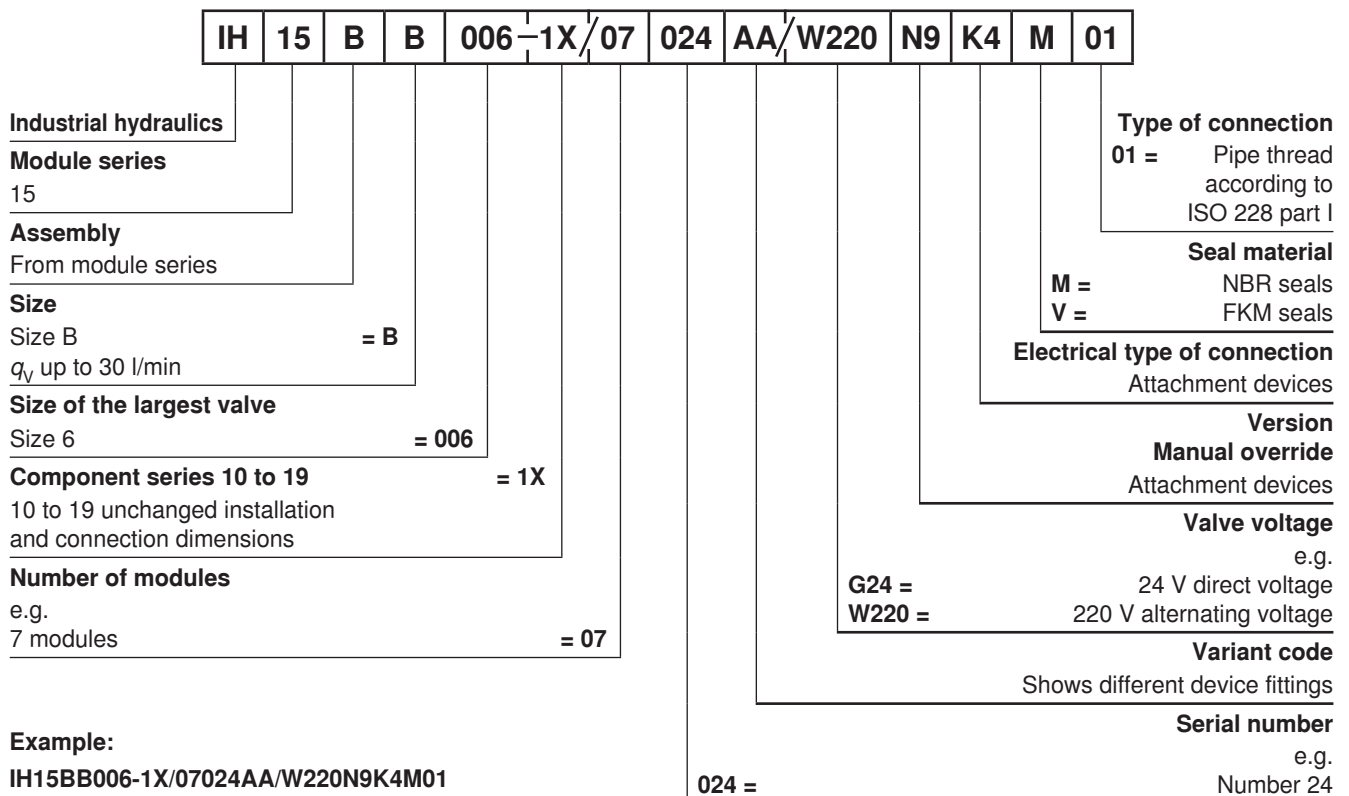 IH 15 B B 006–1X/07 024 AA/W220 N9 K4 M 01
Industrial hydraulics
Module series
15
Assembly
From module series
Size
Size B = B
qV up to 30 l/min
Size of the largest valve
Size 6 = 006
Component series 10 to 19 = 1X
10 to 19 unchanged installation
and connection dimensions
Number of modules
e.g.
7 modules = 07
Example:
IH15BB006-1X/07024AA/W220N9K4M01
Type of connection
01 = Pipe thread
according to
ISO 228 part I
Seal material
M = NBR seals
V = FKM seals
Electrical type of connection
Attachment devices
Version
Manual override
Attachment devices
Valve voltage
e.g.
G24 = 24 V direct voltage
W220 = 220 V alternating voltage
Variant code
Shows different device fittings
Serial number
e.g.
024 = Number 24